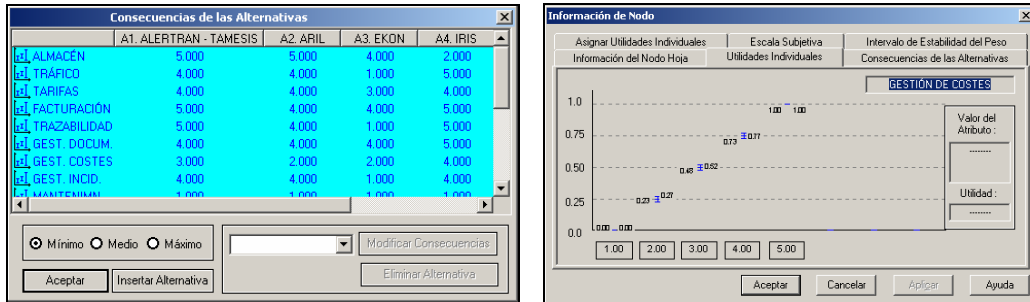 Consecuencias de las Alternativas
A1. ALERTRAN - TAMESIS A2. ARIL A3. EKON A4. IRIS
ALMACÉN 5.000 5.000 4.000 2.000
TRÁFICO 4.000 4.000 1.000 5.000
TARIFAS 4.000 4.000 3.000 4.000
FACTURACIÓN 5.000 4.000 4.000 5.000
TRAZABILIDAD 5.000 4.000 1.000 5.000
GEST. DOCUM. 5.000 4.000 4.000 4.000
GEST. COSTES 3.000 2.000 2.000 4.000
GEST. INCID. 4.000 4.000 1.000 4.000
MANTENIMN 1.000 1.000 4.000 1.000
Mínimo Medio Máximo
Modificar Consecuencias
Aceptar Insertar Alternativa
Eliminar Alternativa
Información de Nodo
Asignar Utilidades Individuales Escala Subjetiva Intervalo de Estabilidad del Peso
Información del Nodo Hoja Utilidades Individuales Consecuencias de las Alternativas
GESTIÓN DE COSTES
1.0 1.00 1.00
0.75 0.73 0.77
0.50 0.48 0.52
0.25 0.23 0.27
0.0 0.00 0.00
1.00 2.00 3.00 4.00 5.00
Valor del
Atributo :
--------
Utilidad :
--------
Aceptar Cancelar Aplicar Ayuda